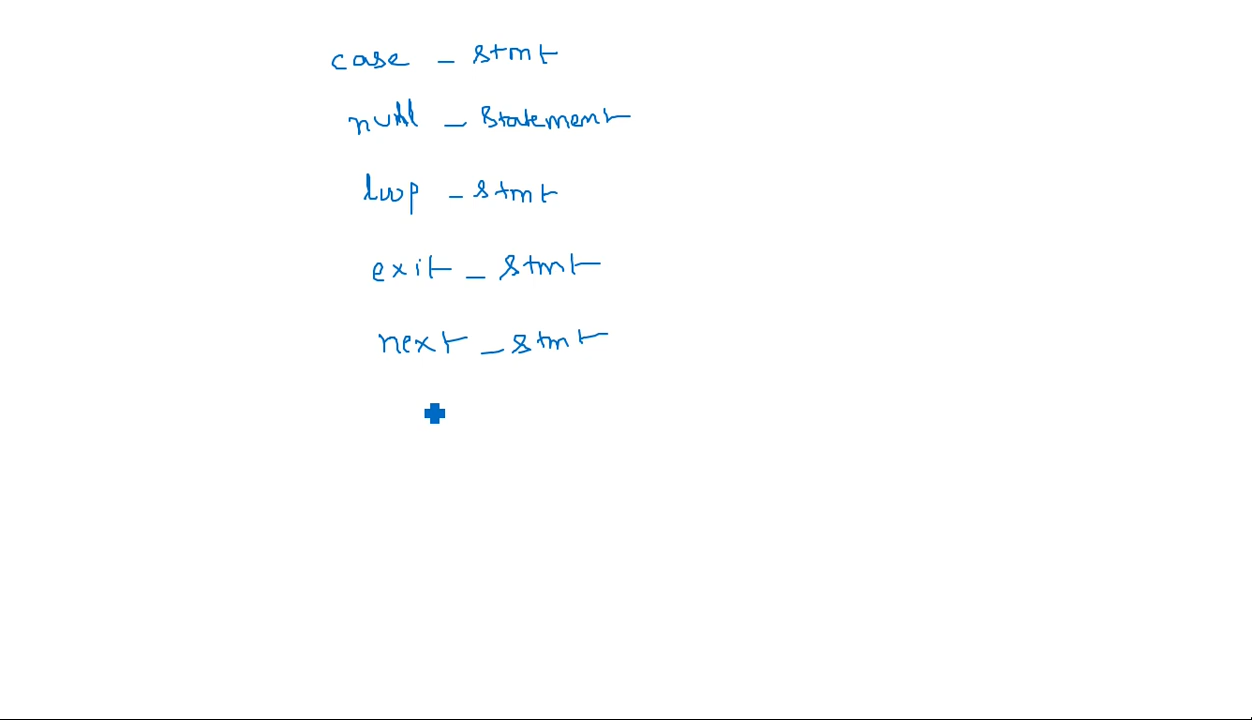 case - stmt
null - statement
loop - stmt
exit - stmt
next - stmt